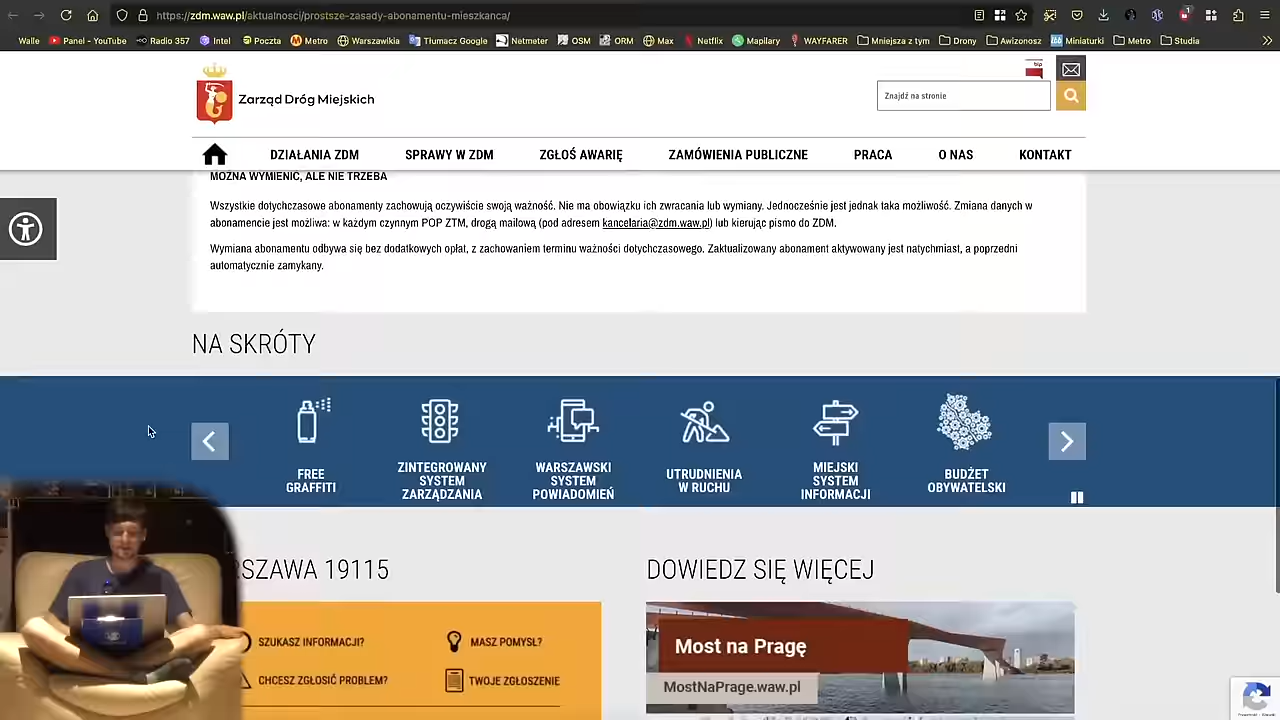 https://zdm.waw.pl/aktualnosci/prostsze-zasady-abonamentu-mieszkanca/
Walle Panel - YouTube Radio 357 Intel Poczta Metro Warszawikia Tłumacz Google Netmeter OSM ORM Max Netflix Mapilary WAYFARER Mniejsza z tym Drony Awizonosz Miniaturki Metro Studia
bip
Zarząd Dróg Miejskich
Znajdź na stronie
DZIAŁANIA ZDM SPRAWY W ZDM ZGŁOŚ AWARIĘ ZAMÓWIENIA PUBLICZNE PRACA O NAS KONTAKT
MOŻNA WYMIENIĆ, ALE NIE TRZEBA
Wszystkie dotychczasowe abonamenty zachowują oczywiście swoją ważność. Nie ma obowiązku ich zwracania lub wymiany. Jednocześnie jest jednak taka możliwość. Zmiana danych w
abonamencie jest możliwa: w każdym czynnym POP ZTM, drogą mailową (pod adresem kancelaria@zdm.waw.pl) lub kierując pismo do ZDM.
Wymiana abonamentu odbywa się bez dodatkowych opłat, z zachowaniem terminu ważności dotychczasowego. Zaktualizowany abonament aktywowany jest natychmiast, a poprzedni
automatycznie zamykany.
NA SKRÓTY
FREE
GRAFFITI
ZINTEGROWANY
SYSTEM
ZARZĄDZANIA
WARSZAWSKI
SYSTEM
POWIADOMIEŃ
UTRUDNIENIA
W RUCHU
MIEJSKI
SYSTEM
INFORMACJI
BUDŻET
OBYWATELSKI
RSZAWA 19115
SZUKASZ INFORMACJI?
MASZ POMYSŁ?
CHCESZ ZGŁOSIĆ PROBLEM?
TWOJE ZGŁOSZENIE
DOWIEDZ SIĘ WIĘCEJ
Most na Pragę
MostNaPrage.waw.pl